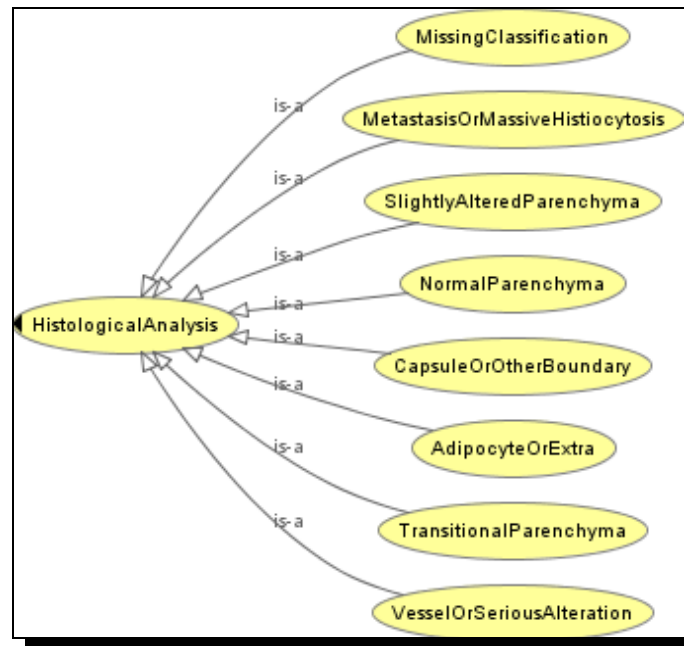 MissingClassification
is-a
MetastasisOrMassiveHistiocytosis
is-a
SlightlyAlteredParenchyma
is-a
NormalParenchyma
is-a
HistologicalAnalysis
is-a
CapsuleOrOtherBoundary
is-a
AdipocyteOrExtra
is-a
TransitionalParenchyma
is-a
VesselOrSeriousAlteration